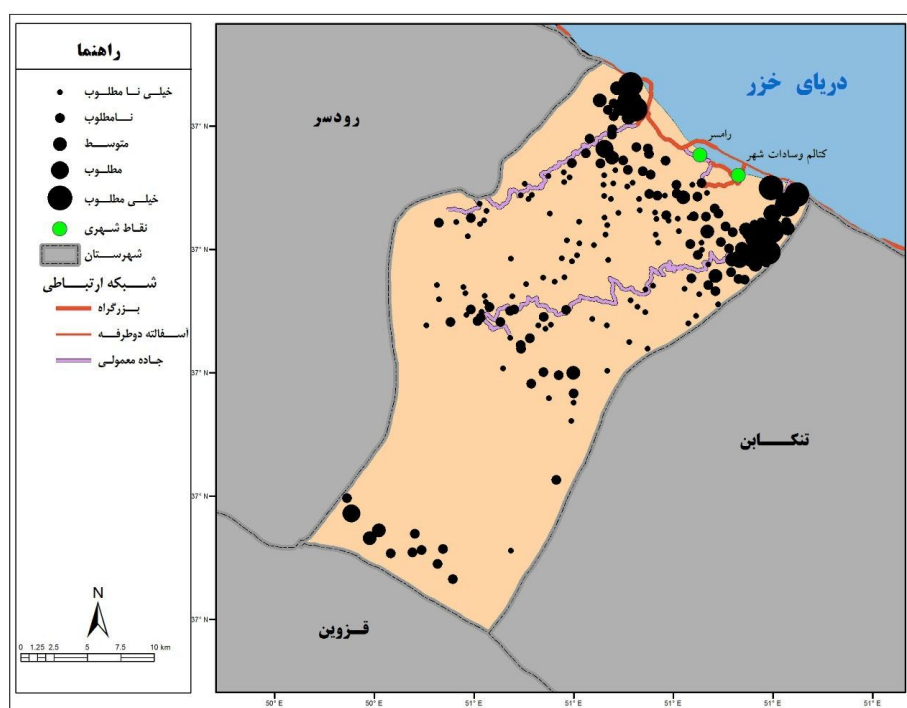 راهنما
خیلی نا مطلوب
نامطلوب
متوسط
مطلوب
خیلی مطلوب
نقاط شهری
شهرستان
شبکه ارتباطی
بزرگراه
آسفالته دوطرفه
جاده معمولی
N
0 1.25 2.5 5 7.5 10 km
دریای خزر
رودسر
رامسر
کتالم وسادات شهر
تنکابن
قزوین
37° N
37° N
37° N
37° N
37° N
50° E 50° E 51° E 51° E 51° E 51° E 51° E